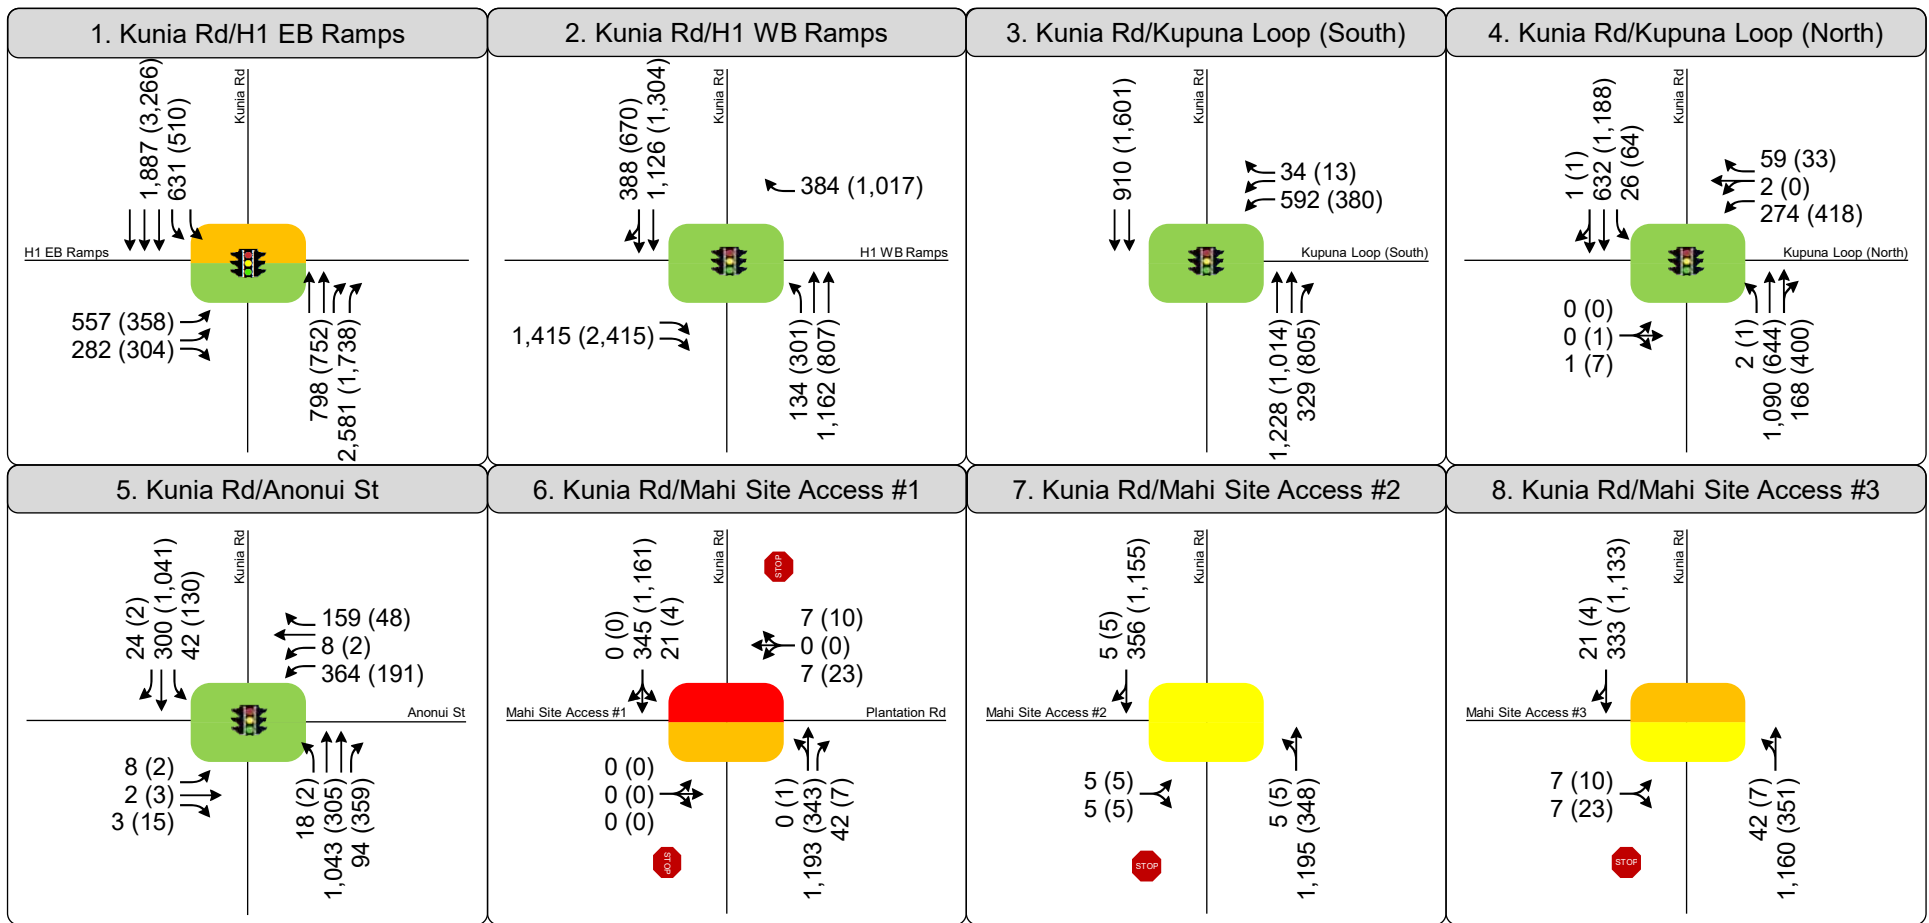 1. Kunia Rd/H1 EB Ramps
Kunia Rd
1,887 (3,266)
631 (510)
H1 EB Ramps
557 (358)
282 (304)
798 (752)
2,581 (1,738)
2. Kunia Rd/H1 WB Ramps
Kunia Rd
388 (670)
1,126 (1,304)
384 (1,017)
H1 WB Ramps
1,415 (2,415)
134 (301)
1,162 (807)
3. Kunia Rd/Kupuna Loop (South)
Kunia Rd
910 (1,601)
34 (13)
592 (380)
Kupuna Loop (South)
1,228 (1,014)
329 (805)
4. Kunia Rd/Kupuna Loop (North)
Kunia Rd
1 (1)
632 (1,188)
26 (64)
59 (33)
2 (0)
274 (418)
Kupuna Loop (North)
0 (0)
0 (1)
1 (7)
2 (1)
1,090 (644)
168 (400)
5. Kunia Rd/Anonui St
Kunia Rd
24 (2)
300 (1,041)
42 (130)
159 (48)
8 (2)
364 (191)
Anonui St
8 (2)
2 (3)
3 (15)
18 (2)
1,043 (305)
94 (359)
6. Kunia Rd/Mahi Site Access #1
Kunia Rd
STOP
0 (0)
345 (1,161)
21 (4)
7 (10)
0 (0)
7 (23)
Mahi Site Access #1
Plantation Rd
0 (0)
0 (0)
0 (0)
STOP
0 (1)
1,193 (343)
42 (7)
7. Kunia Rd/Mahi Site Access #2
Kunia Rd
5 (5)
356 (1,155)
Mahi Site Access #2
5 (5)
5 (5)
STOP
5 (5)
1,195 (348)
8. Kunia Rd/Mahi Site Access #3
Kunia Rd
21 (4)
333 (1,133)
Mahi Site Access #3
7 (10)
7 (23)
STOP
42 (7)
1,160 (351)